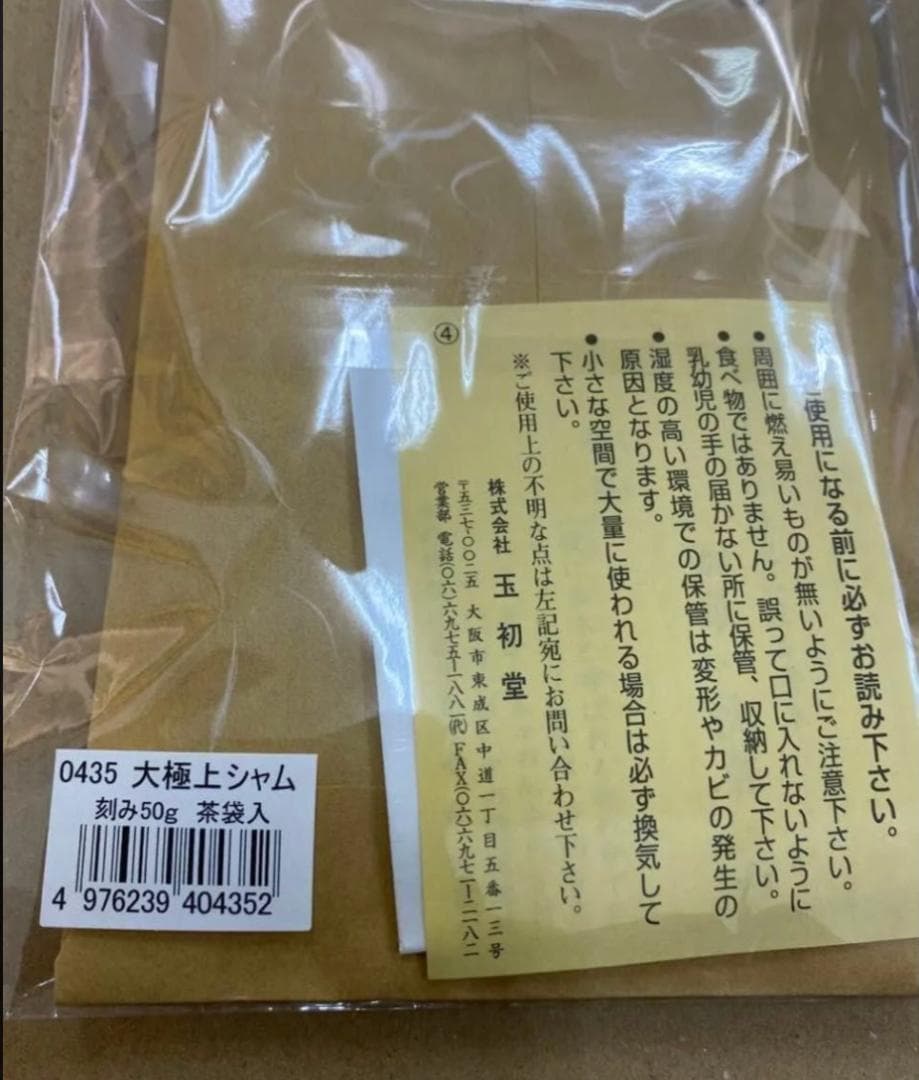 使用になる前に必ずお読み下さい。
●周囲に燃え易いものが無いようにご注意下さい。
●食べ物ではありません。誤って口に入れないように
乳幼児の手の届かない所に保管、収納して下さい。
●湿度の高い環境での保管は変形やカビの発生の
原因となります。
●小さな空間で大量に使われる場合は必ず換気して
下さい。
※ご使用上の不明な点は左記宛にお問い合わせ下さい。
株式会社 玉初堂
〒五三七-〇〇二五 大阪市東成区中道一丁目五番一三号
営業部 電話(〇六)六九七五-一八八一(代) FAX(〇六)六九七一-二二八二
④
0435 大極上シャム
刻み50g 茶袋入
4 976239 404352